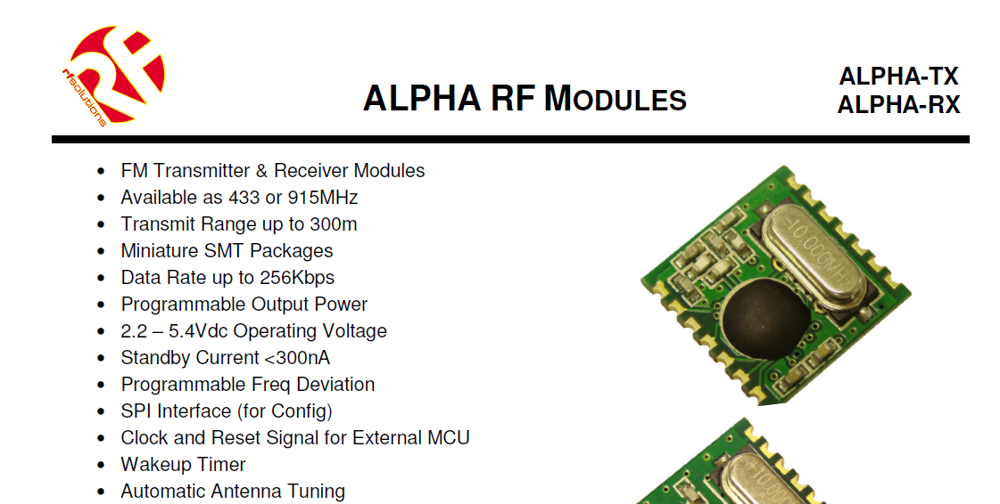 rfsolutions
RF
ALPHA RF MODULES
ALPHA-TX
ALPHA-RX
• FM Transmitter & Receiver Modules
• Available as 433 or 915MHz
• Transmit Range up to 300m
• Miniature SMT Packages
• Data Rate up to 256Kbps
• Programmable Output Power
• 2.2 – 5.4Vdc Operating Voltage
• Standby Current <300nA
• Programmable Freq Deviation
• SPI Interface (for Config)
• Clock and Reset Signal for External MCU
• Wakeup Timer
• Automatic Antenna Tuning
+10.000MHZ
+10.000